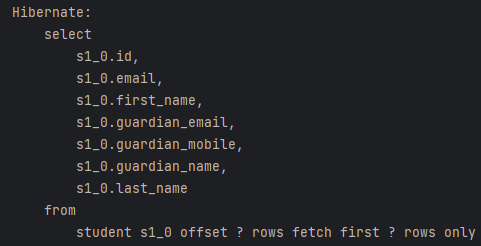 Hibernate:
    select
        s1_0.id,
        s1_0.email,
        s1_0.first_name,
        s1_0.guardian_email,
        s1_0.guardian_mobile,
        s1_0.guardian_name,
        s1_0.last_name
    from
        student s1_0 offset ? rows fetch first ? rows only